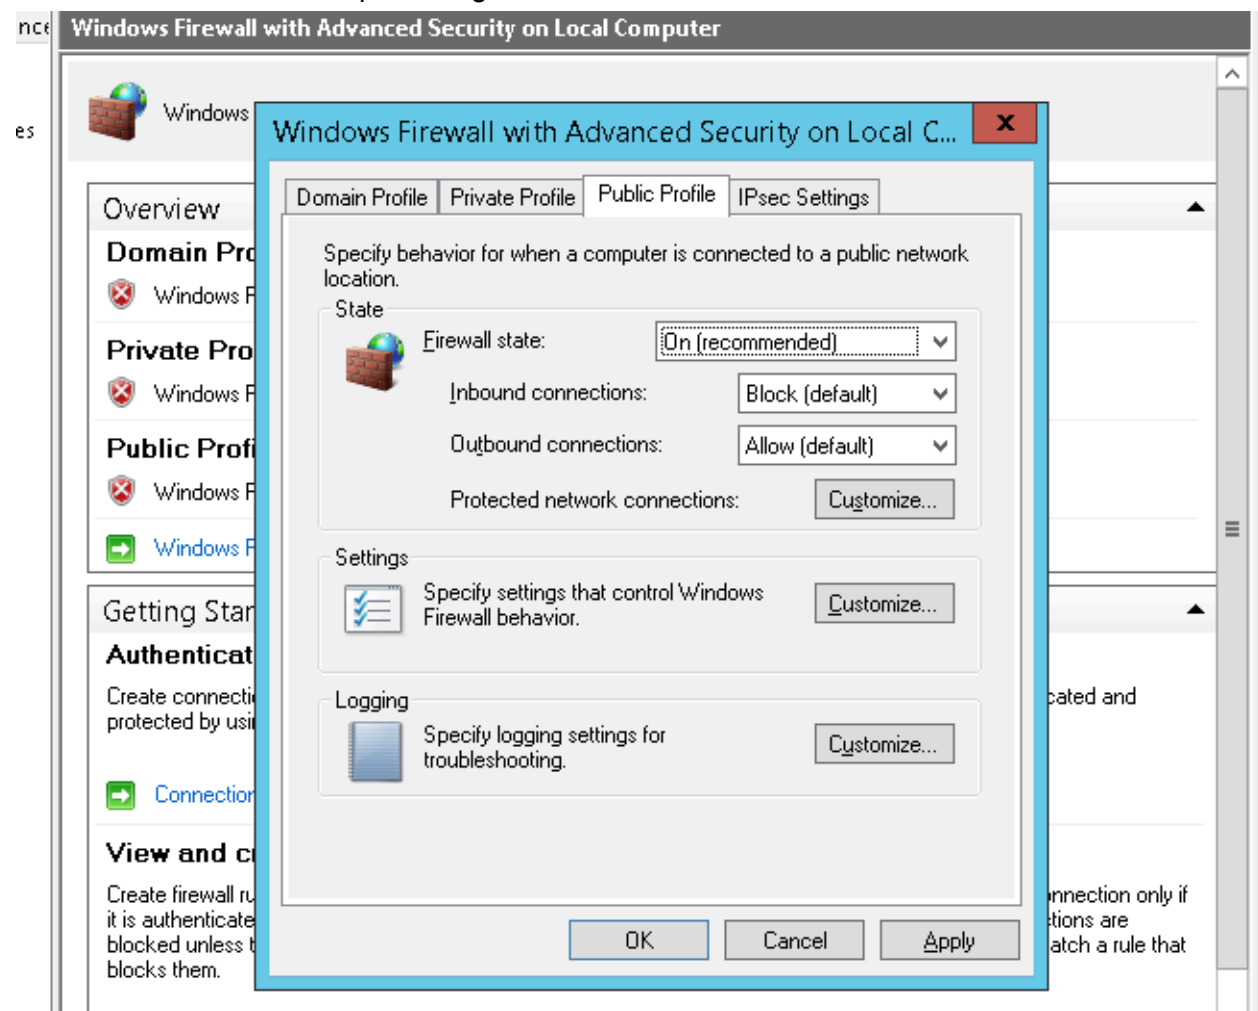 Windows Firewall with Advanced Security on Local Computer
es
Windows
Windows Firewall with Advanced Security on Local C...
x
Domain Profile
Private Profile
Public Profile
IPsec Settings
Specify behavior for when a computer is connected to a public network
location.
State
Firewall state:
On (recommended)
Inbound connections:
Block (default)
Outbound connections:
Allow (default)
Protected network connections:
Customize...
Settings
Specify settings that control Windows
Firewall behavior.
Customize...
Logging
Specify logging settings for
troubleshooting.
Customize...
OK
Cancel
Apply
Overview
Domain Pro
Windows F
Private Pro
Windows F
Public Profi
Windows F
Windows F
Getting Star
Authenticat
Create connecti
cated and
protected by usi
Connection
View and c
Create firewall ru
nnection only if
it is authenticate
tions are
blocked unless t
atch a rule that
blocks them.